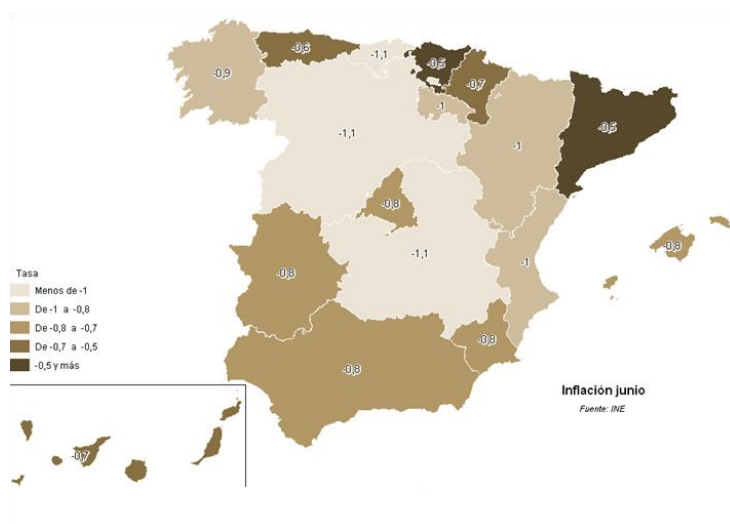 -0,6
-1,1
-0,5
-0,9
-0,7
-1
-1,1
-0,5
-1
-0,8
-0,8
-1,1
-1
-0,8
Tasa
Menos de -1
De -1 a -0,8
De -0,8 a -0,7
De -0,7 a -0,5
-0,5 y más
-0,8
-0,8
Inflación junio
Fuente: INE
-0,7